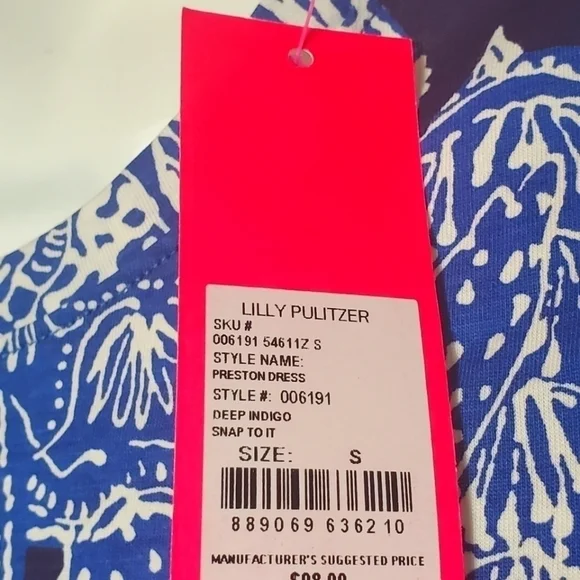 LILLY PULITZER
SKU #
006191 54611Z S
STYLE NAME:
PRESTON DRESS
STYLE #: 006191
DEEP INDIGO
SNAP TO IT
SIZE: S
889069 636210
MANUFACTURER'S SUGGESTED PRICE